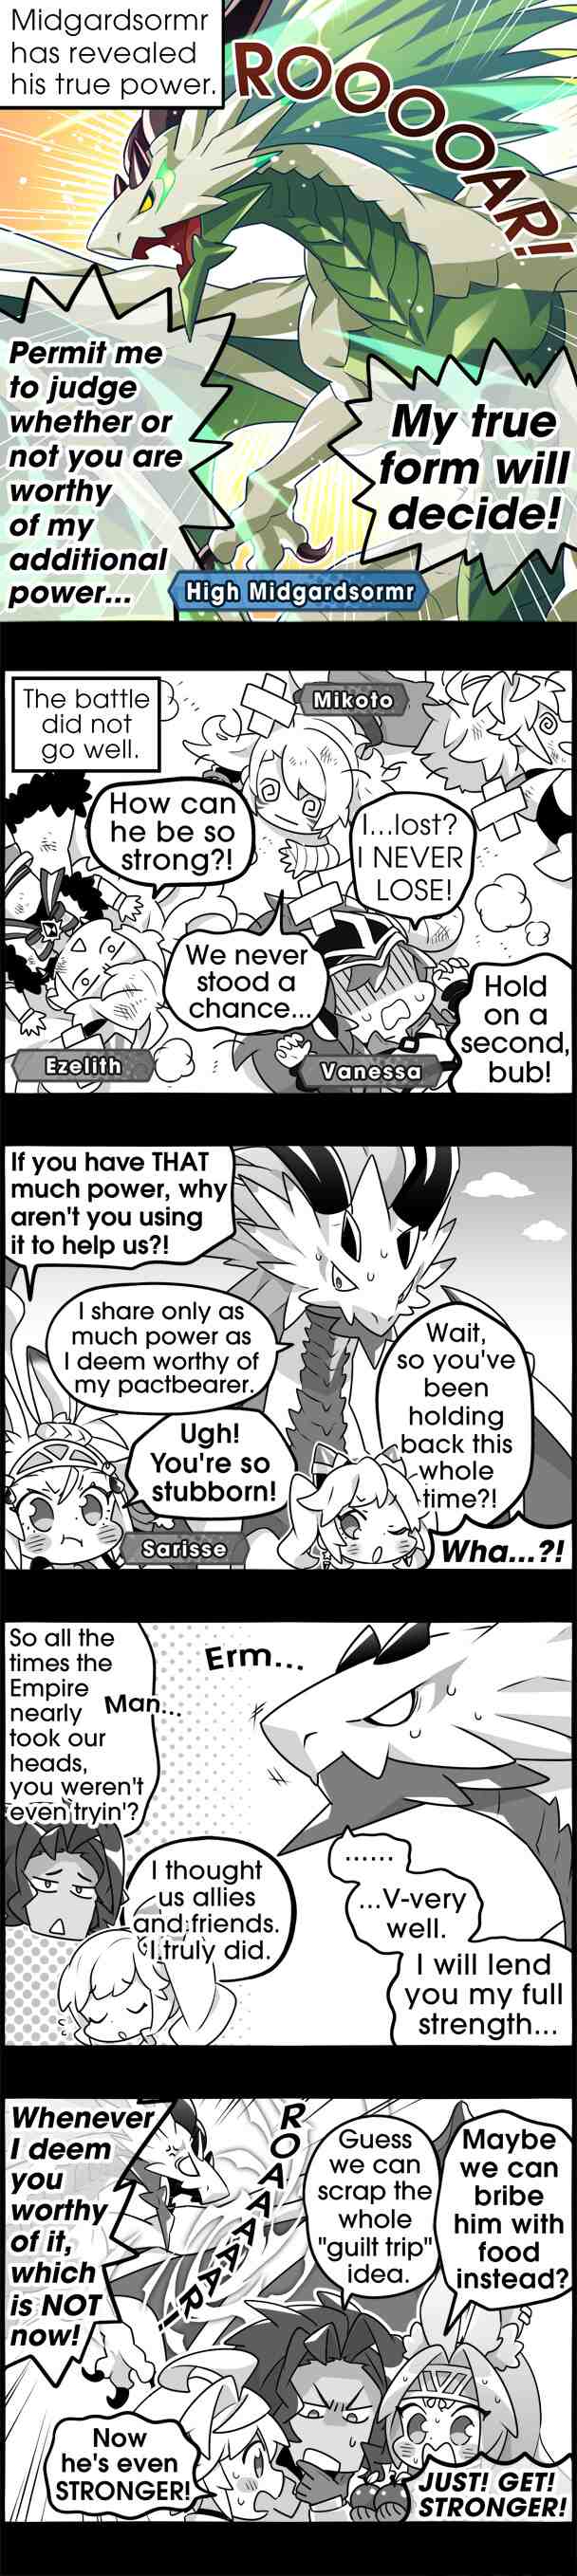 Midgardsormr
has revealed
his true power.
ROOOOAR!
Permit me
to judge
whether or
not you are
worthy
of my
additional
power...
My true
form will
decide!
High Midgardsormr
The battle
did not
go well.
Mikoto
How can
he be so
strong?!
I...lost?
I NEVER
LOSE!
We never
stood a
chance...
Hold
on a
second,
bub!
Ezelith
Vanessa
If you have THAT
much power, why
aren't you using
it to help us?!
I share only as
much power as
I deem worthy of
my pactbearer.
Wait,
so you've
been
holding
back this
whole
time?!
Ugh!
You're so
stubborn!
Sarisse
Wha...?!
So all the
times the
Empire
nearly
took our
heads,
you weren't
even tryin'?
Man...
Erm...
I thought
us allies
and friends.
I truly did.
......
...V-very
well.
I will lend
you my full
strength...
Whenever
I deem
you
worthy
of it,
which
is NOT
now!
ROAAAAAR!
Guess
we can
scrap the
whole
"guilt trip"
idea.
Maybe
we can
bribe
him with
food
instead?
Now
he's even
STRONGER!
JUST! GET!
STRONGER!